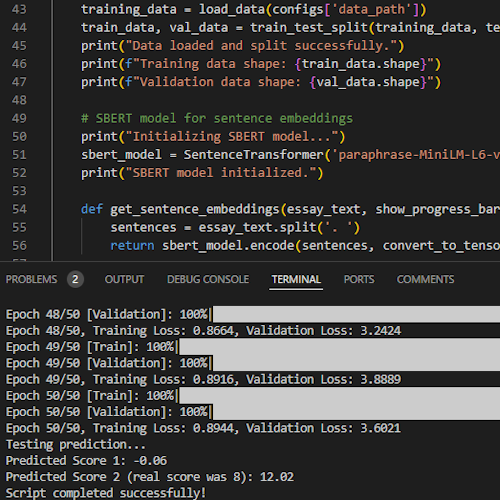 43 training_data = load_data(configs['data_path'])
44 train_data, val_data = train_test_split(training_data, te
45 print("Data loaded and split successfully.")
46 print(f"Training data shape: {train_data.shape}")
47 print(f"Validation data shape: {val_data.shape}")
48
49 # SBERT model for sentence embeddings
50 print("Initializing SBERT model...")
51 sbert_model = SentenceTransformer('paraphrase-MiniLM-L6-v
52 print("SBERT model initialized.")
53
54 def get_sentence_embeddings(essay_text, show_progress_bar
55 sentences = essay_text.split('. ')
56 return sbert_model.encode(sentences, convert_to_tenso
PROBLEMS 2 OUTPUT DEBUG CONSOLE TERMINAL PORTS COMMENTS
Epoch 48/50 [Validation]: 100%|
Epoch 48/50, Training Loss: 0.8664, Validation Loss: 3.2424
Epoch 49/50 [Train]: 100%|
Epoch 49/50 [Validation]: 100%|
Epoch 49/50, Training Loss: 0.8916, Validation Loss: 3.8889
Epoch 50/50 [Train]: 100%|
Epoch 50/50 [Validation]: 100%|
Epoch 50/50, Training Loss: 0.8944, Validation Loss: 3.6021
Testing prediction...
Predicted Score 1: -0.06
Predicted Score 2 (real score was 8): 12.02
Script completed successfully!